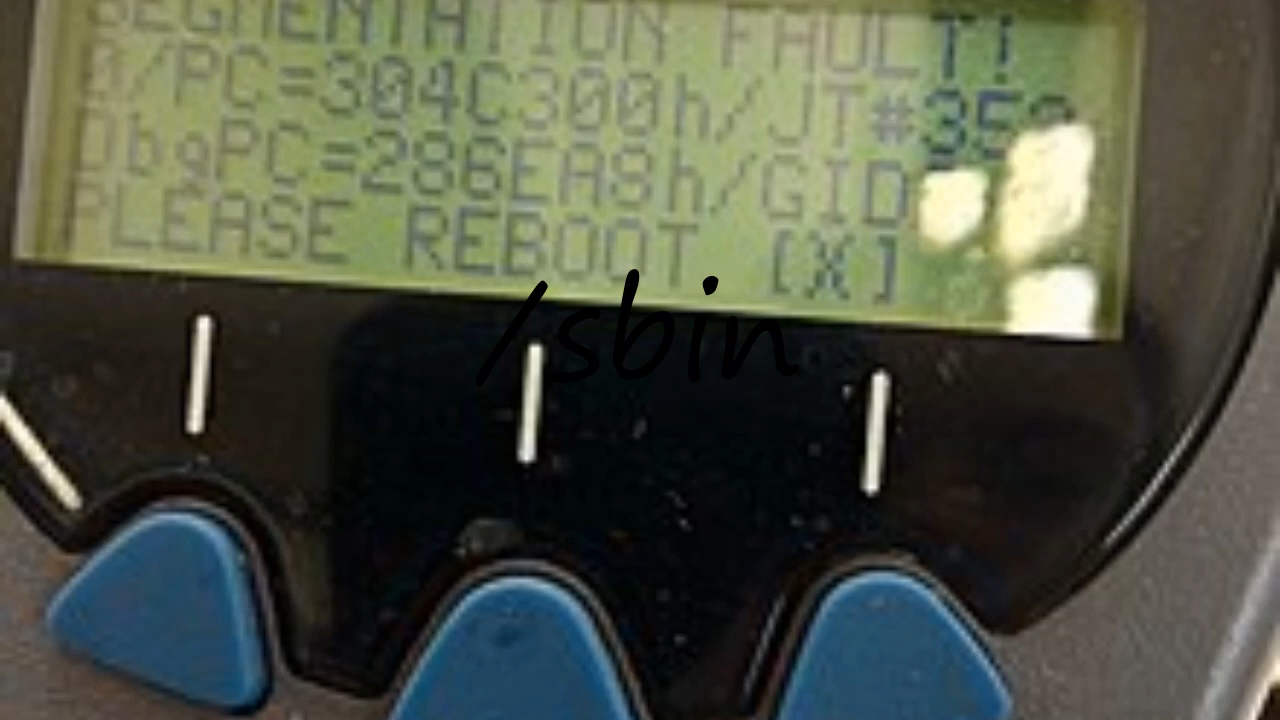 SEGMENTATION FAULT!
R/PC=304C300h/JT#35
DbgPC=286EA8h/GID
PLEASE REBOOT [X]
/sbin